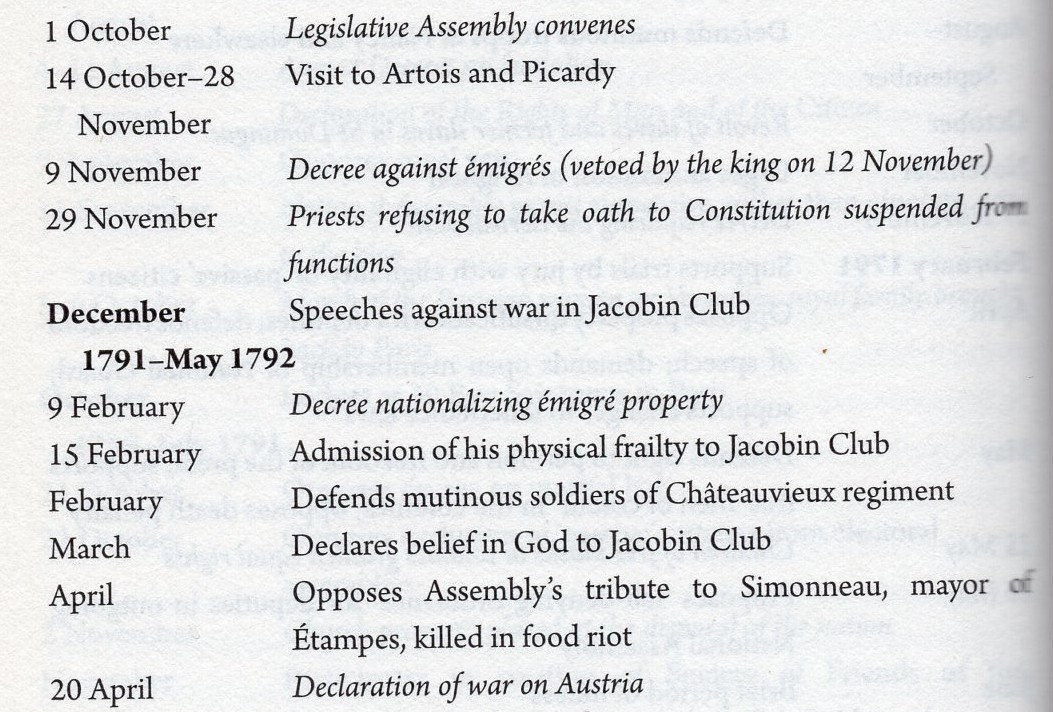 1 October Legislative Assembly convenes
14 October–28 Visit to Artois and Picardy
November
9 November Decree against émigrés (vetoed by the king on 12 November)
29 November Priests refusing to take oath to Constitution suspended from
functions
December Speeches against war in Jacobin Club
1791–May 1792
9 February Decree nationalizing émigré property
15 February Admission of his physical frailty to Jacobin Club
February Defends mutinous soldiers of Châteauvieux regiment
March Declares belief in God to Jacobin Club
April Opposes Assembly's tribute to Simonneau, mayor of
Étampes, killed in food riot
20 April Declaration of war on Austria